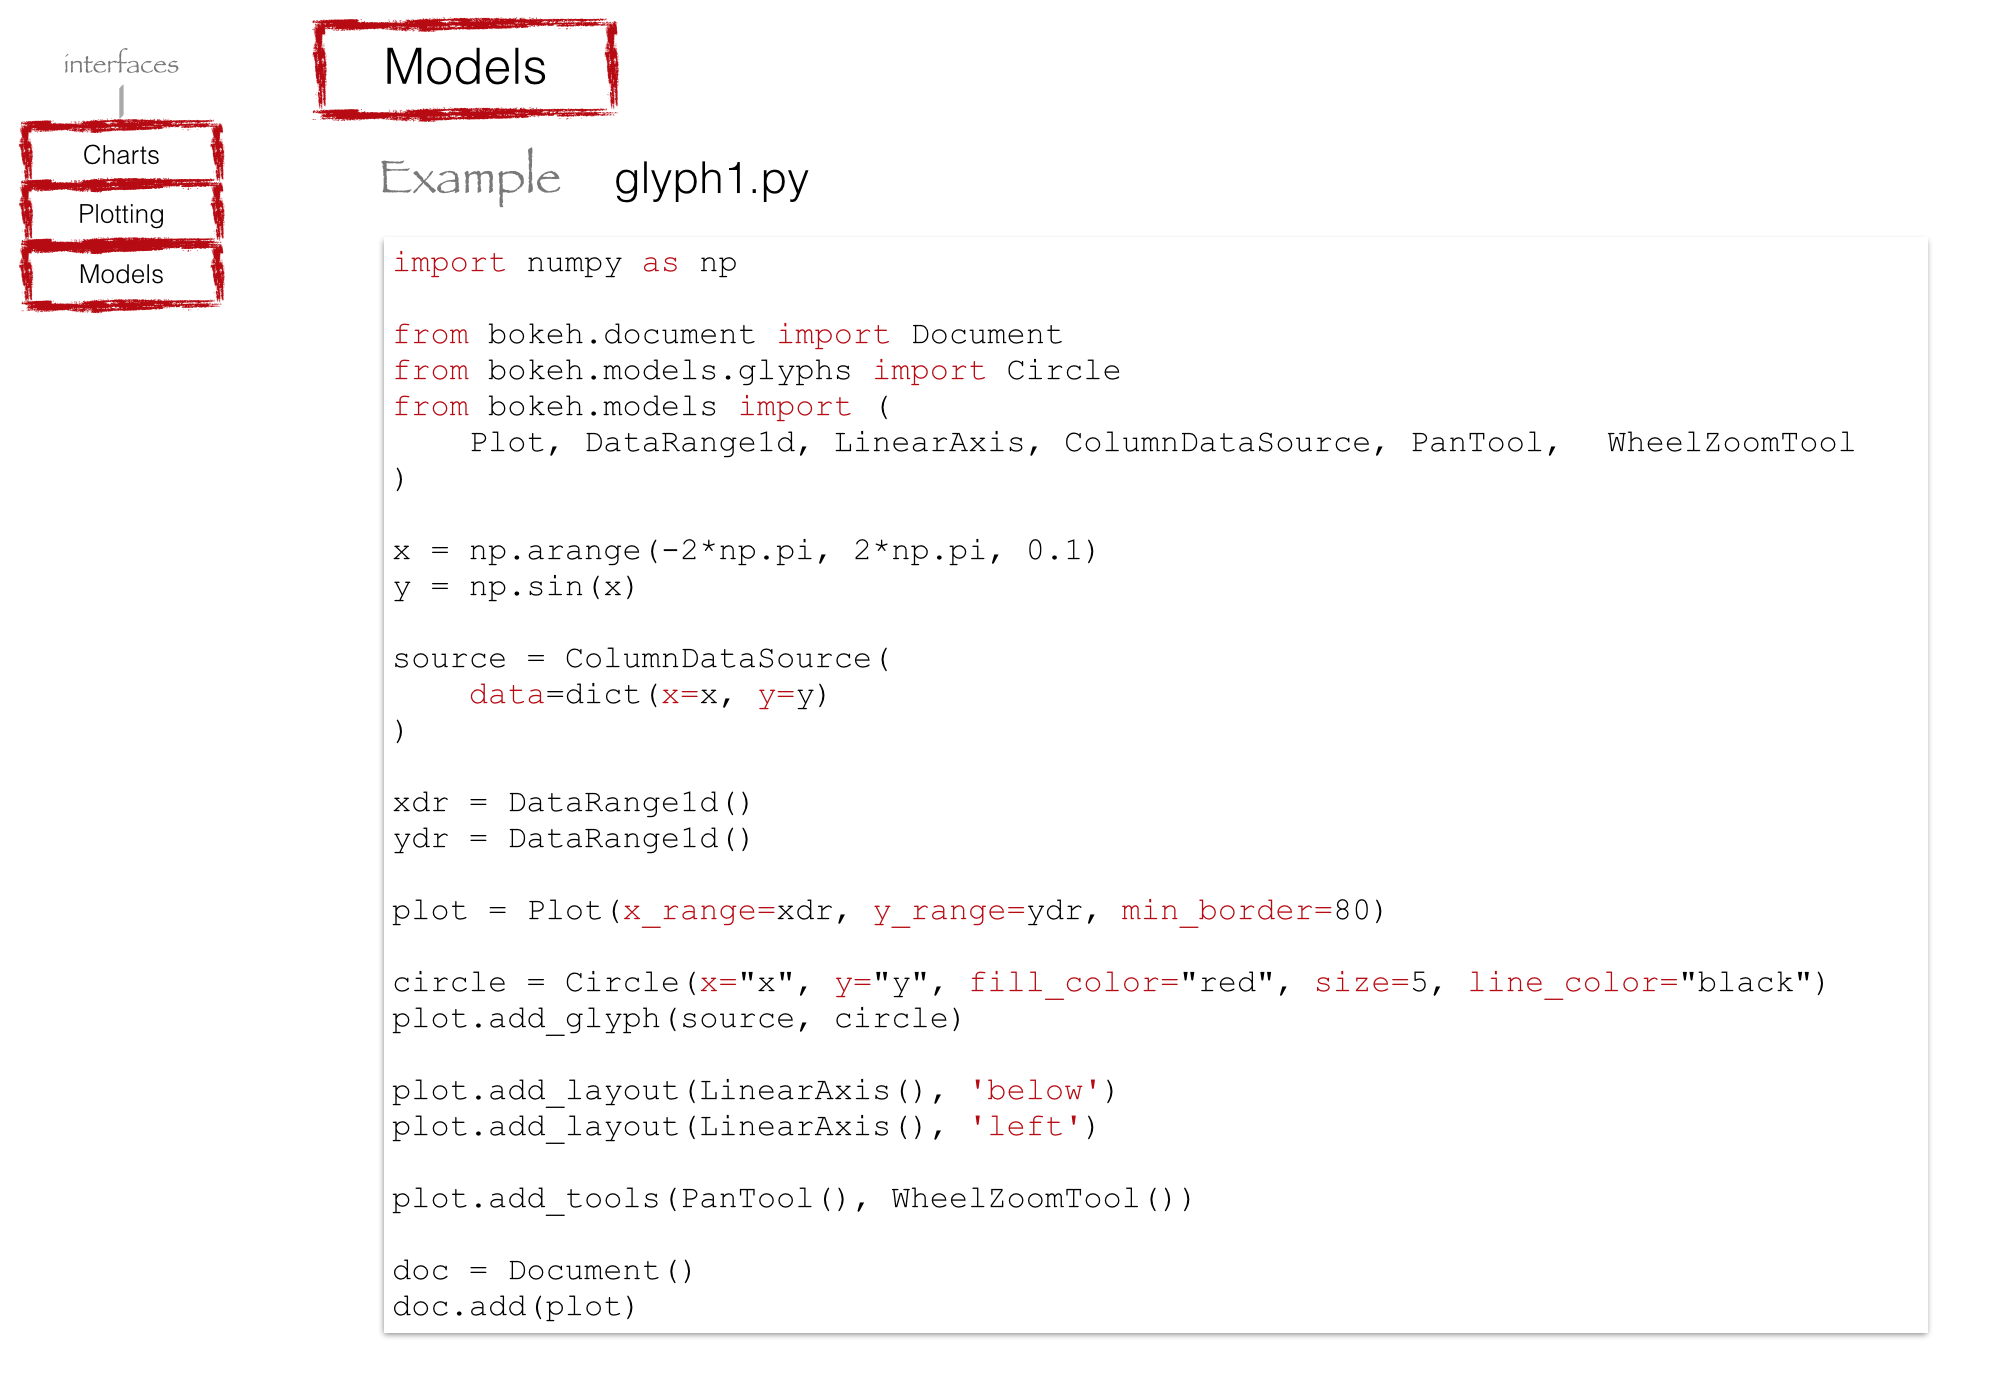 interfaces
Charts
Plotting
Models
Models
Example glyph1.py
import numpy as np
from bokeh.document import Document
from bokeh.models.glyphs import Circle
from bokeh.models import (
    Plot, DataRange1d, LinearAxis, ColumnDataSource, PanTool,  WheelZoomTool
)
x = np.arange(-2*np.pi, 2*np.pi, 0.1)
y = np.sin(x)
source = ColumnDataSource(
    data=dict(x=x, y=y)
)
xdr = DataRange1d()
ydr = DataRange1d()
plot = Plot(x_range=xdr, y_range=ydr, min_border=80)
circle = Circle(x="x", y="y", fill_color="red", size=5, line_color="black")
plot.add_glyph(source, circle)
plot.add_layout(LinearAxis(), 'below')
plot.add_layout(LinearAxis(), 'left')
plot.add_tools(PanTool(), WheelZoomTool())
doc = Document()
doc.add(plot)